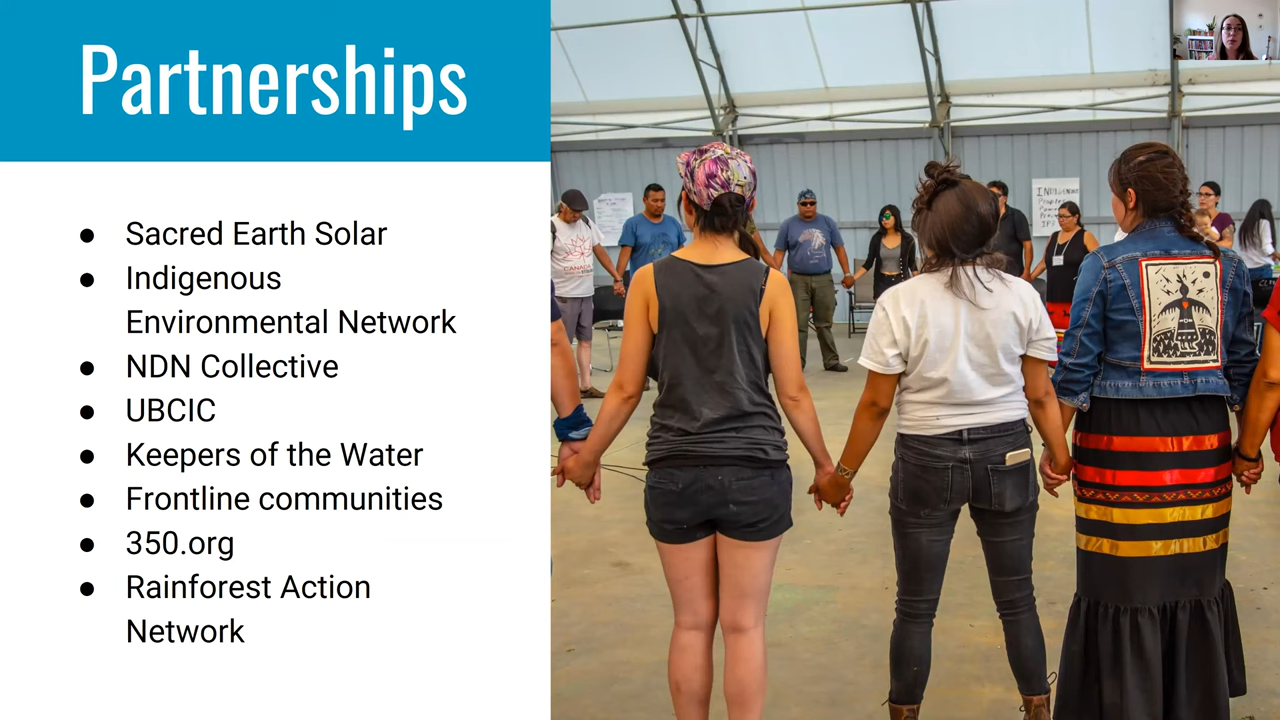 Partnerships
● Sacred Earth Solar
● Indigenous
Environmental Network
● NDN Collective
● UBCIC
● Keepers of the Water
● Frontline communities
● 350.org
● Rainforest Action
Network
CANADA